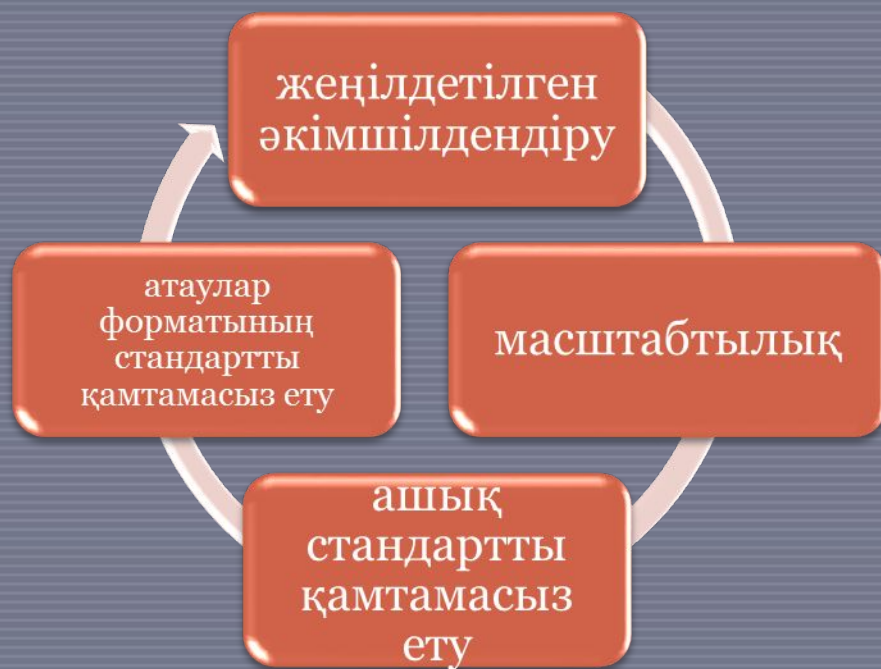 жеңілдетілген
әкімшілдендіру
масштабтылық
ашық
стандартты
қамтамасыз
ету
атаулар
форматының
стандартты
қамтамасыз ету